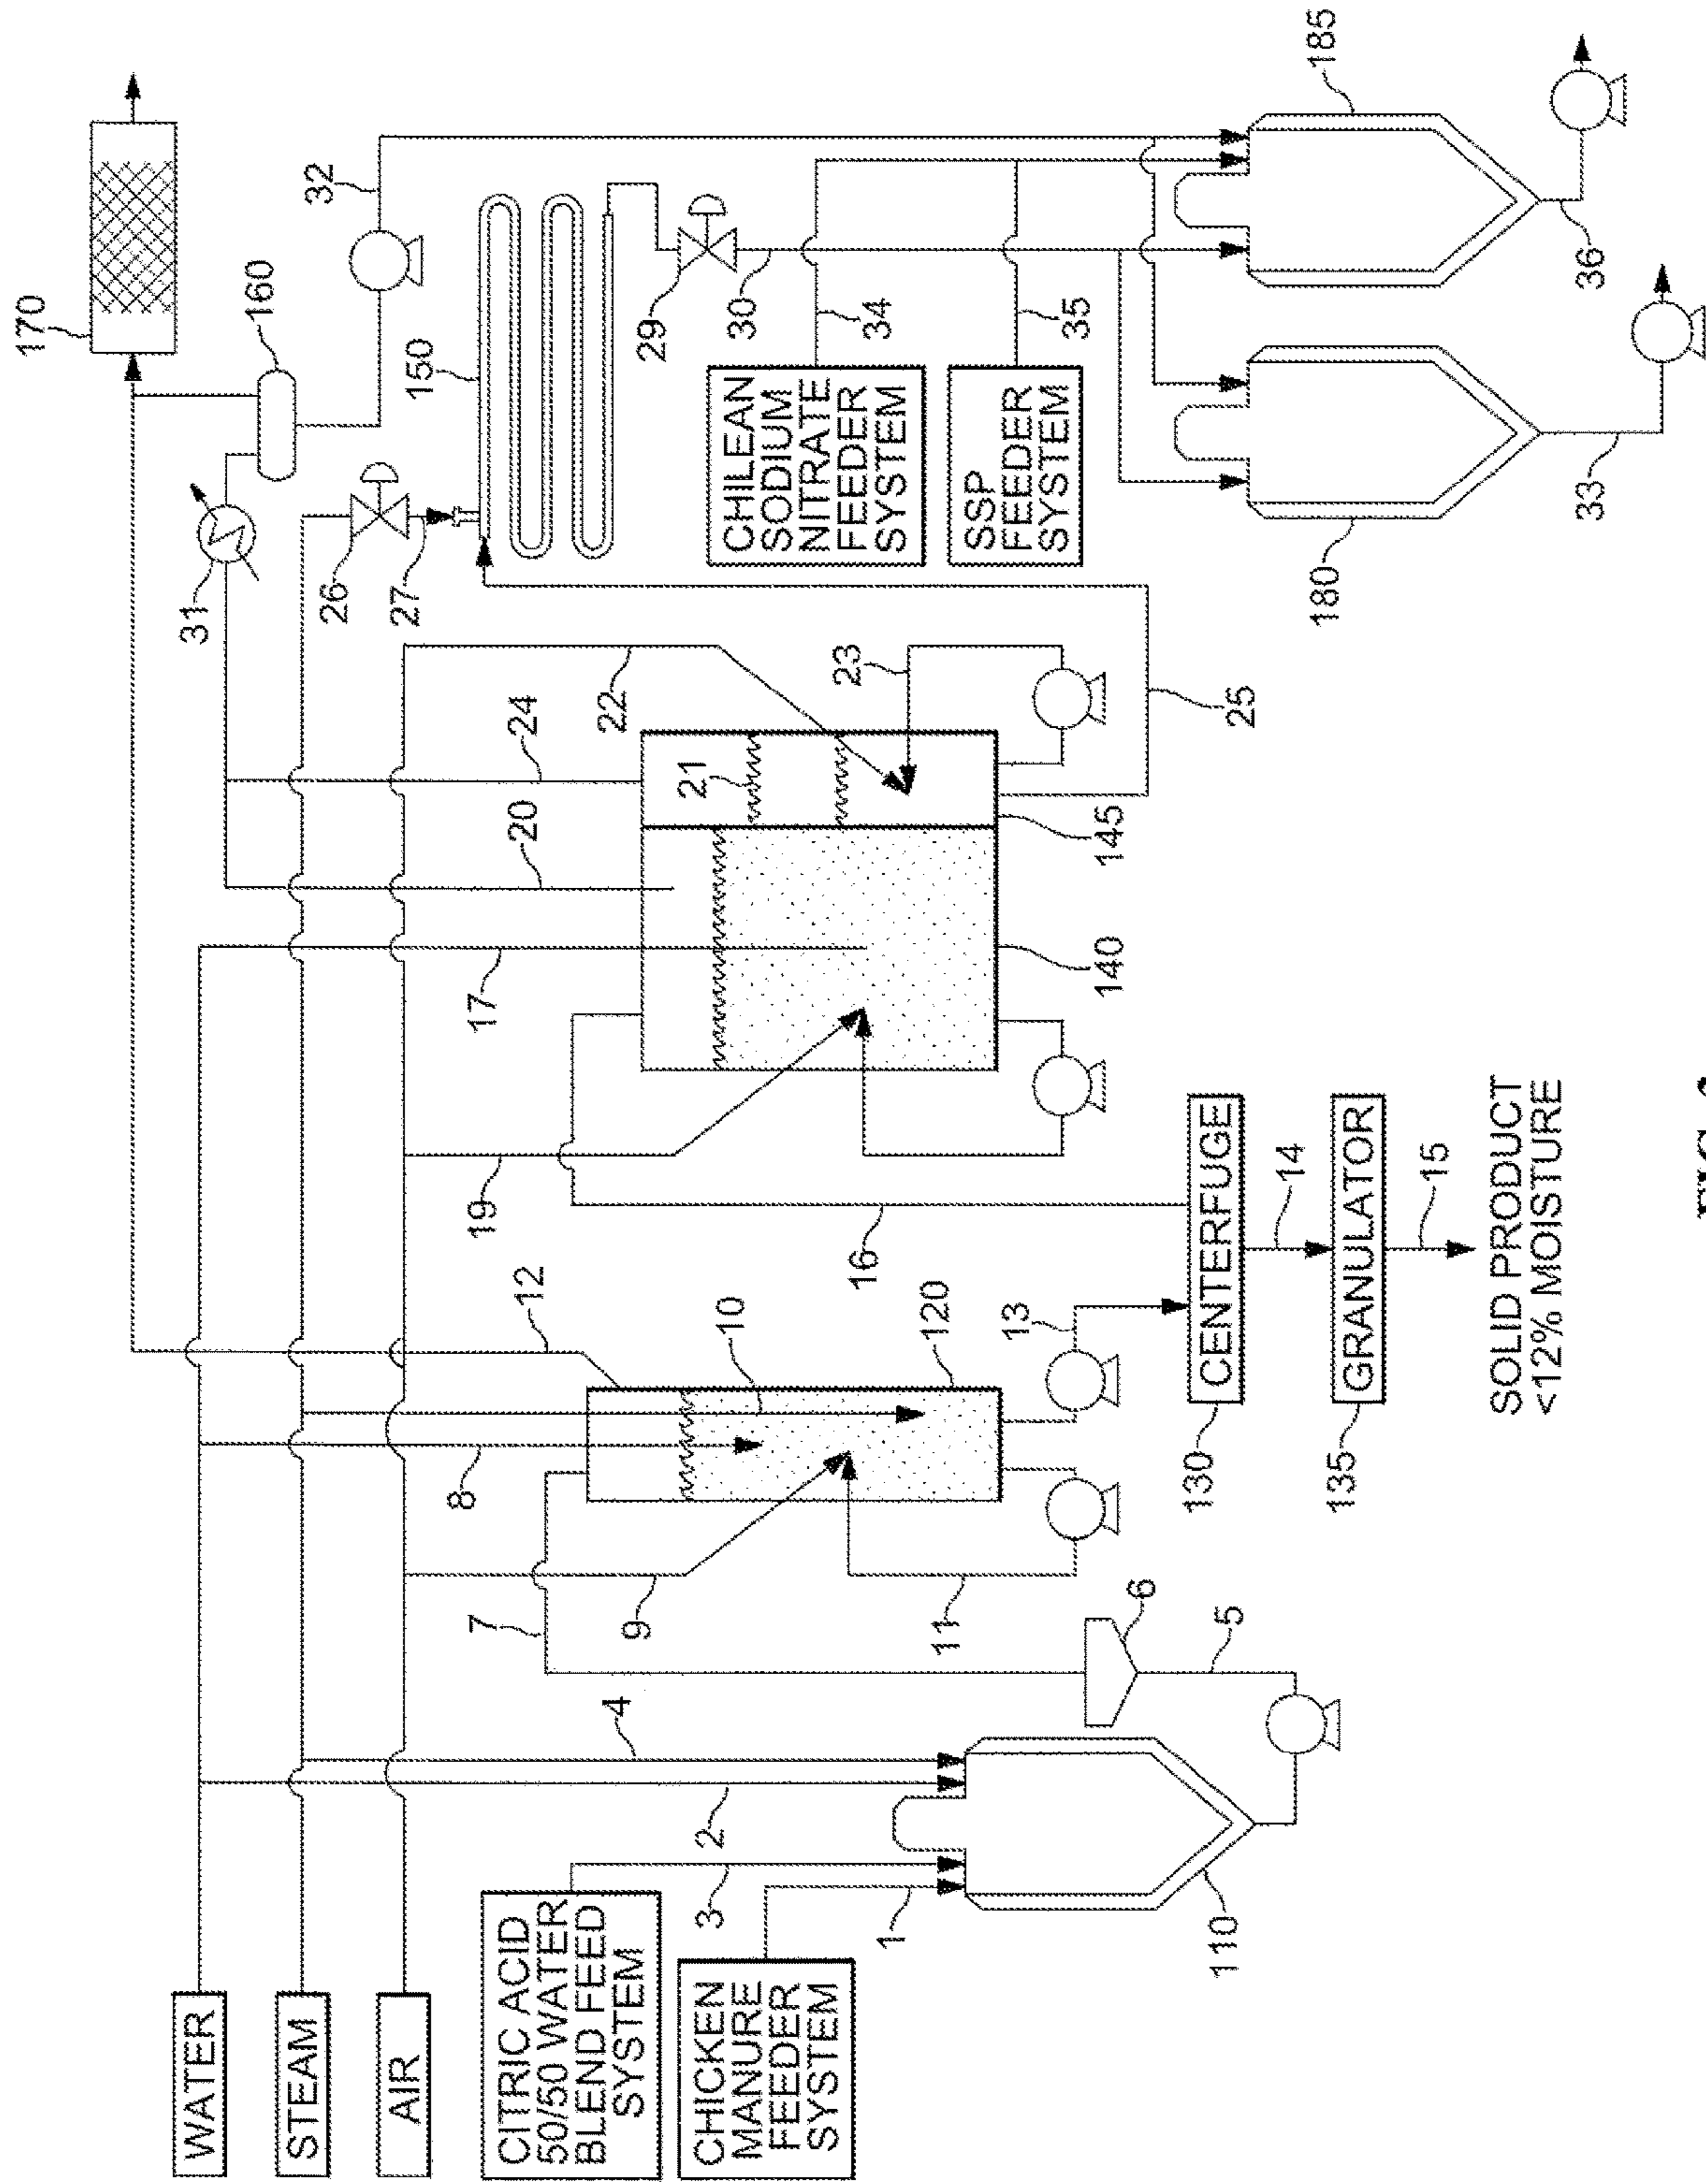 170
WATER
31
160
STEAM
26
32
AIR
27
150
CITRIC ACID
50/50 WATER
BLEND FEED
SYSTEM
7
8
12
19
17
20
24
22
29
CHICKEN
MANURE
FEEDER
SYSTEM
3
2
4
9
10
21
30
CHILEAN
SODIUM
NITRATE
FEEDER
SYSTEM
34
1
11
120
16
23
SSP
FEEDER
SYSTEM
35
6
13
140
145
110
5
130
CENTERFUGE
14
25
180
185
135
GRANULATOR
15
SOLID PRODUCT
<12% MOISTURE
33
36
FIG.